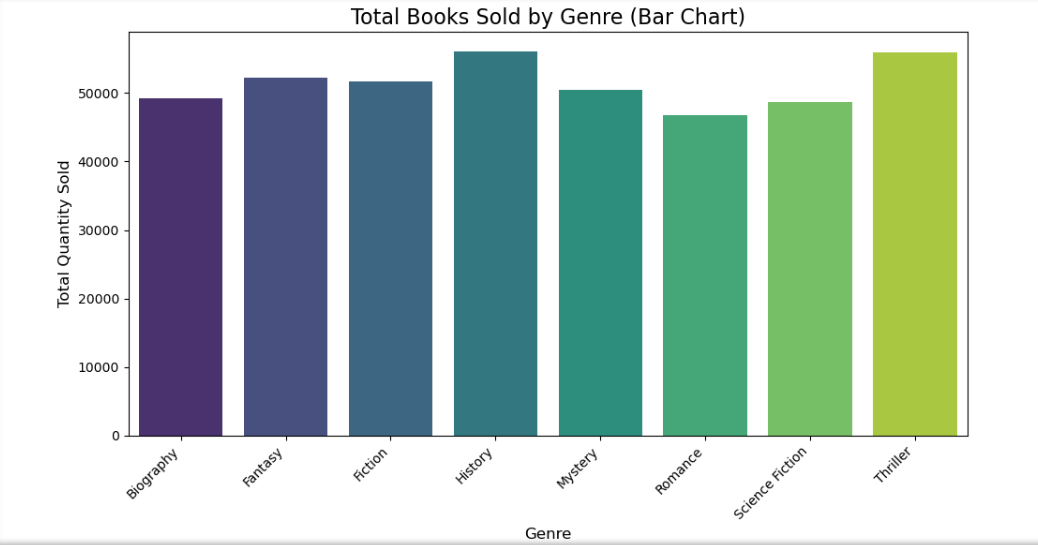 Total Books Sold by Genre (Bar Chart)
Total Quantity Sold
50000
40000
30000
20000
10000
0
Biography
Fantasy
Fiction
History
Mystery
Romance
Science Fiction
Thriller
Genre